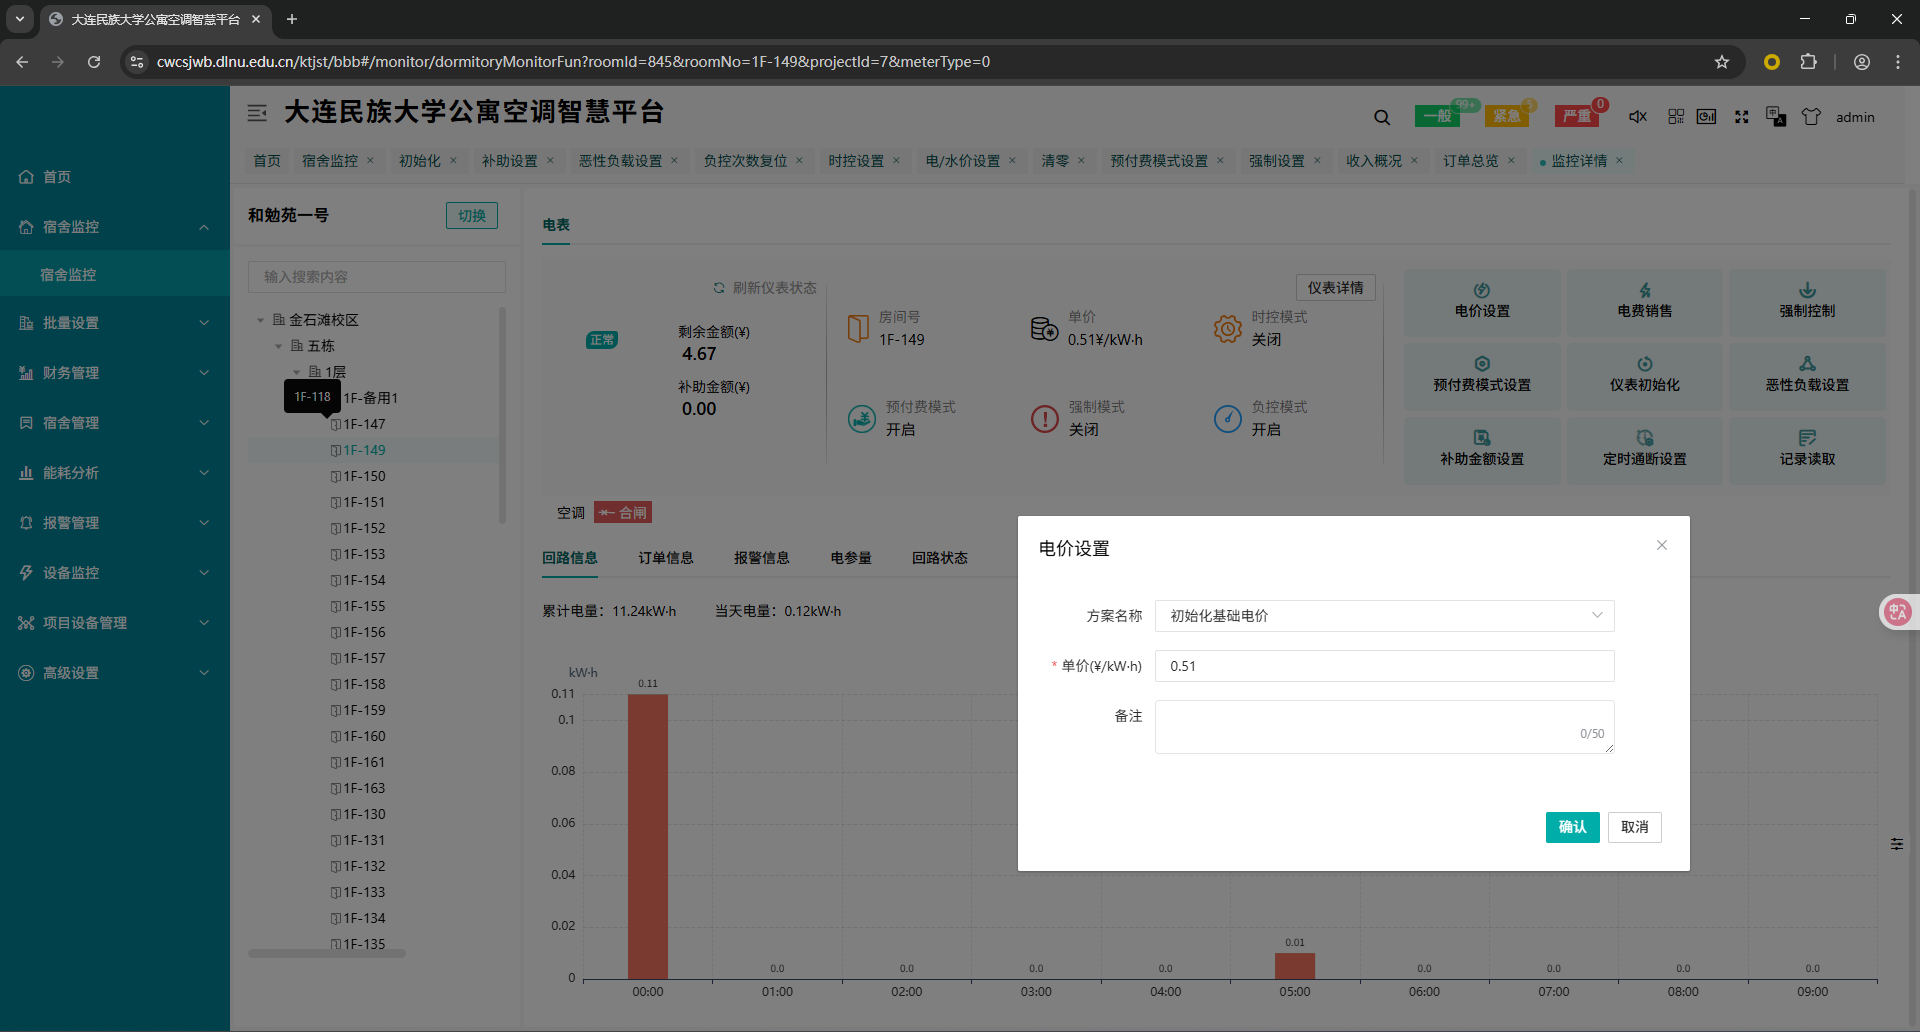 大连民族大学公寓空调智慧平台
cwcsjwb.dlnu.edu.cn/ktjst/bbb#/monitor/dormitoryMonitorFun?roomId=845&roomNo=1F-149&projectId=7&meterType=0
大连民族大学公寓空调智慧平台
一般 99+
紧急 5
严重 0
admin
首页 宿舍监控 初始化 补助设置 恶性负载设置 负控次数复位 时控设置 电/水价设置 清零 预付费模式设置 强制设置 收入概况 订单总览 监控详情
首页
宿舍监控
宿舍监控
批量设置
财务管理
宿舍管理
能耗分析
报警管理
设备监控
项目设备管理
高级设置
和勉苑一号
切换
输入搜索内容
金石滩校区
五栋
1层
1F-118
1F-备用1
1F-147
1F-149
1F-150
1F-151
1F-152
1F-153
1F-154
1F-155
1F-156
1F-157
1F-158
1F-159
1F-160
1F-161
1F-163
1F-130
1F-131
1F-132
1F-133
1F-134
1F-135
电表
刷新仪表状态
正常
剩余金额(¥)
4.67
补助金额(¥)
0.00
仪表详情
房间号
1F-149
单价
0.51¥/kW·h
时控模式
关闭
预付费模式
开启
强制模式
关闭
负控模式
开启
电价设置
电费销售
强制控制
预付费模式设置
仪表初始化
恶性负载设置
补助金额设置
定时通断设置
记录读取
空调 合闸
回路信息 订单信息 报警信息 电参量 回路状态
累计电量：11.24kW·h 当天电量：0.12kW·h
kW·h
0.11
0.1
0.08
0.06
0.04
0.02
0
0.11 0.0 0.0 0.0 0.0 0.01 0.0 0.0 0.0 0.0
00:00 01:00 02:00 03:00 04:00 05:00 06:00 07:00 08:00 09:00
电价设置
方案名称 初始化基础电价
* 单价(¥/kW·h) 0.51
备注
0/50
确认 取消